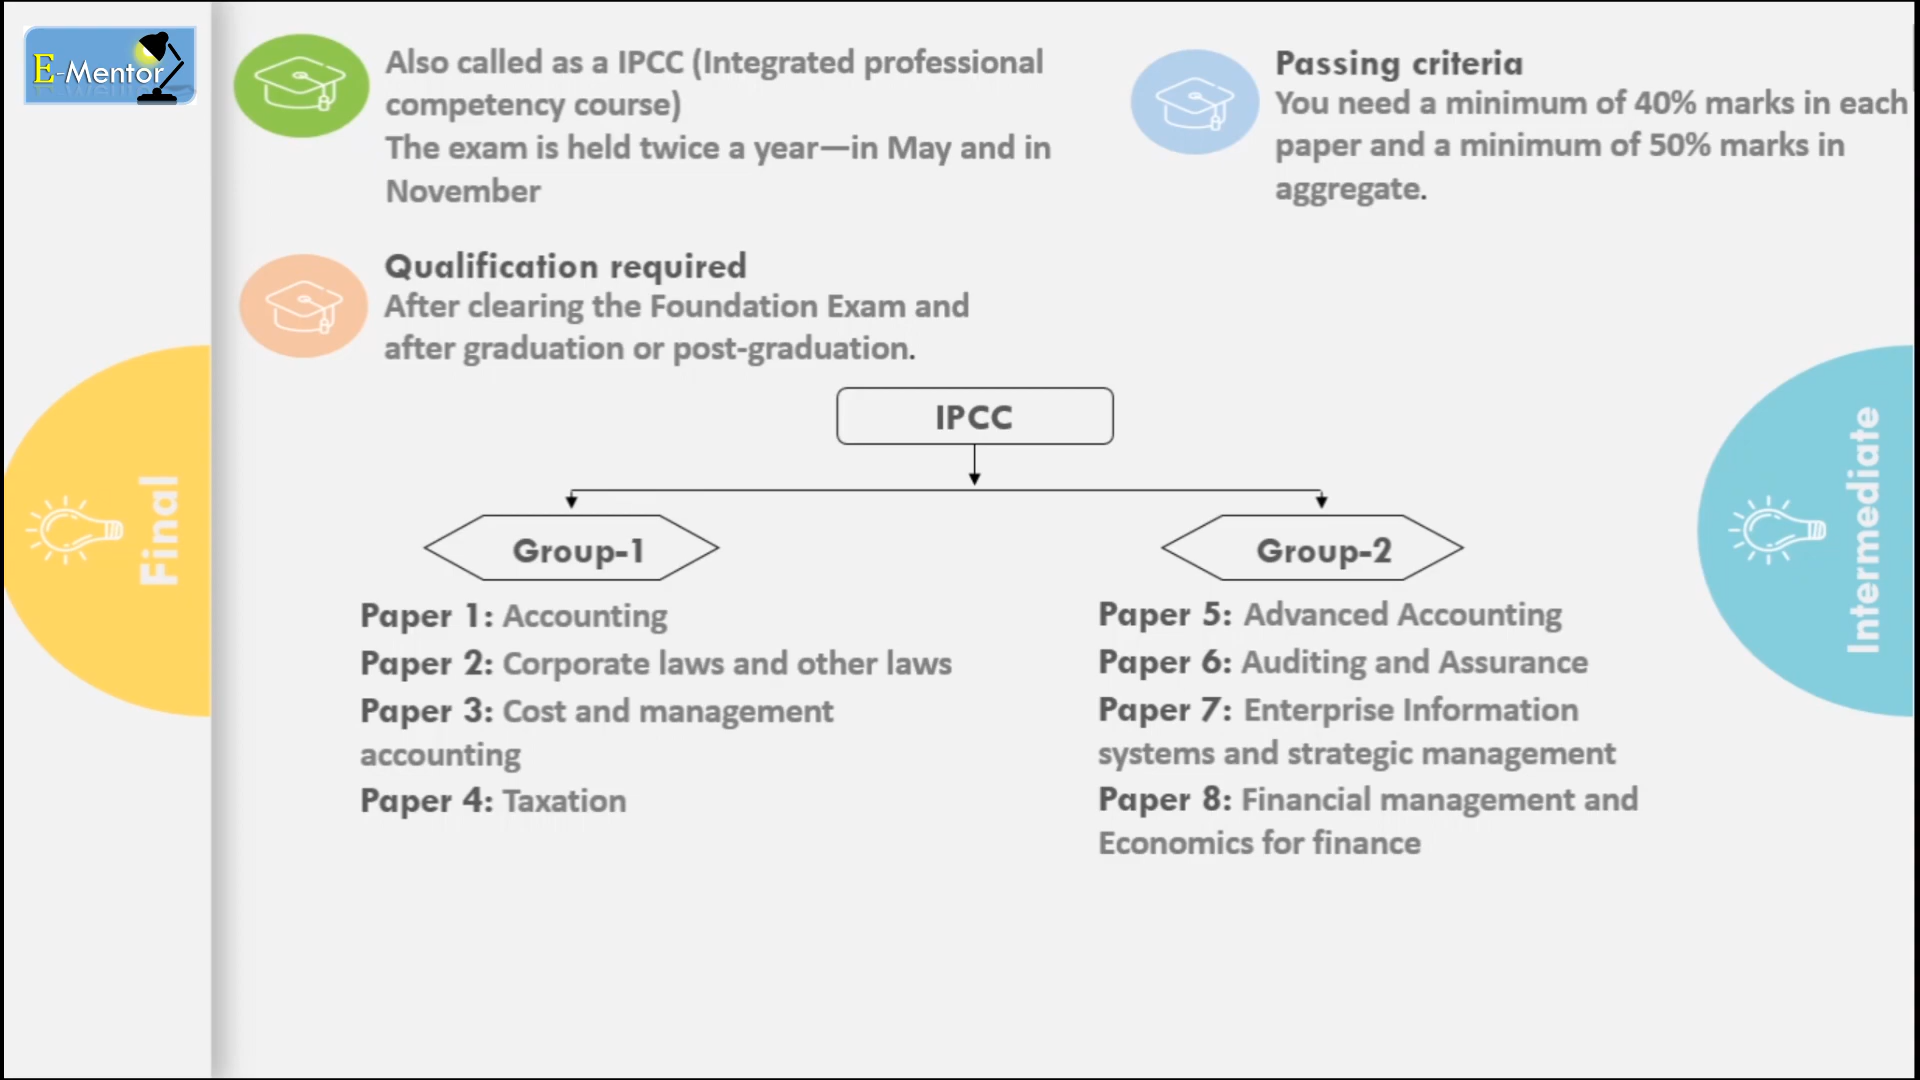 E-Mentor
Also called as a IPCC (Integrated professional
competency course)
The exam is held twice a year—in May and in
November
Passing criteria
You need a minimum of 40% marks in each
paper and a minimum of 50% marks in
aggregate.
Qualification required
After clearing the Foundation Exam and
after graduation or post-graduation.
IPCC
Group-1
Group-2
Paper 1: Accounting
Paper 2: Corporate laws and other laws
Paper 3: Cost and management
accounting
Paper 4: Taxation
Paper 5: Advanced Accounting
Paper 6: Auditing and Assurance
Paper 7: Enterprise Information
systems and strategic management
Paper 8: Financial management and
Economics for finance
Final
Intermediate